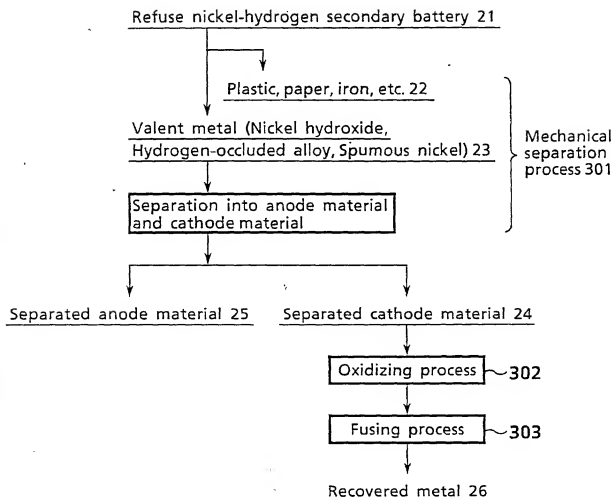 Refuse nickel-hydrogen secondary battery 21
Plastic, paper, iron, etc. 22
Valent metal (Nickel hydroxide,
Hydrogen-occluded alloy, Spumous nickel) 23
Mechanical
separation
process 301
Separation into anode material
and cathode material
Separated anode material 25
Separated cathode material 24
Oxidizing process 302
Fusing process 303
Recovered metal 26